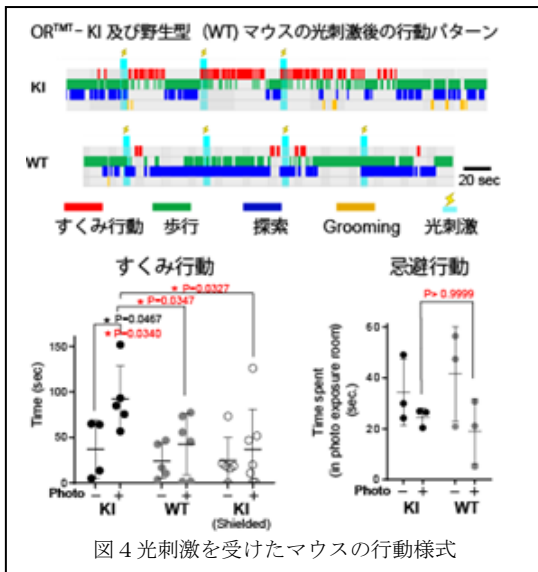 OR^TMT - KI 及び野生型 (WT) マウスの光刺激後の行動パターン
KI
WT
20 sec
すくみ行動 歩行 探索 Grooming 光刺激
すくみ行動
* P=0.0327
* P=0.0347
* P=0.0467
* P=0.0340
Time (sec)
150
100
50
0
Photo − + − + − +
KI WT KI
(Shielded)
忌避行動
P> 0.9999
Time spent
(in photo exposure room)
(sec.)
60
40
20
0
Photo − + − +
KI WT
図4光刺激を受けたマウスの行動様式